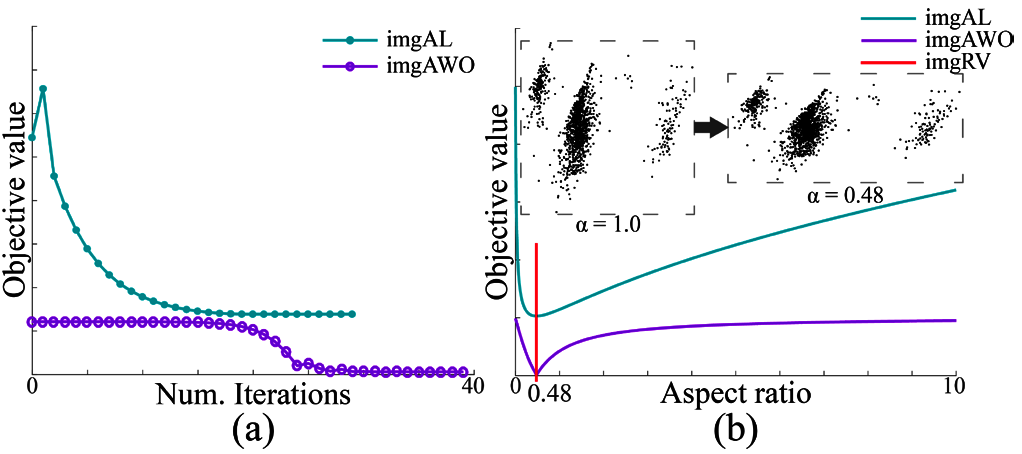 imgAL
imgAWO
Objective value
0
40
Num. Iterations
(a)
imgAL
imgAWO
imgRV
α = 1.0
α = 0.48
Objective value
0
0.48
10
Aspect ratio
(b)